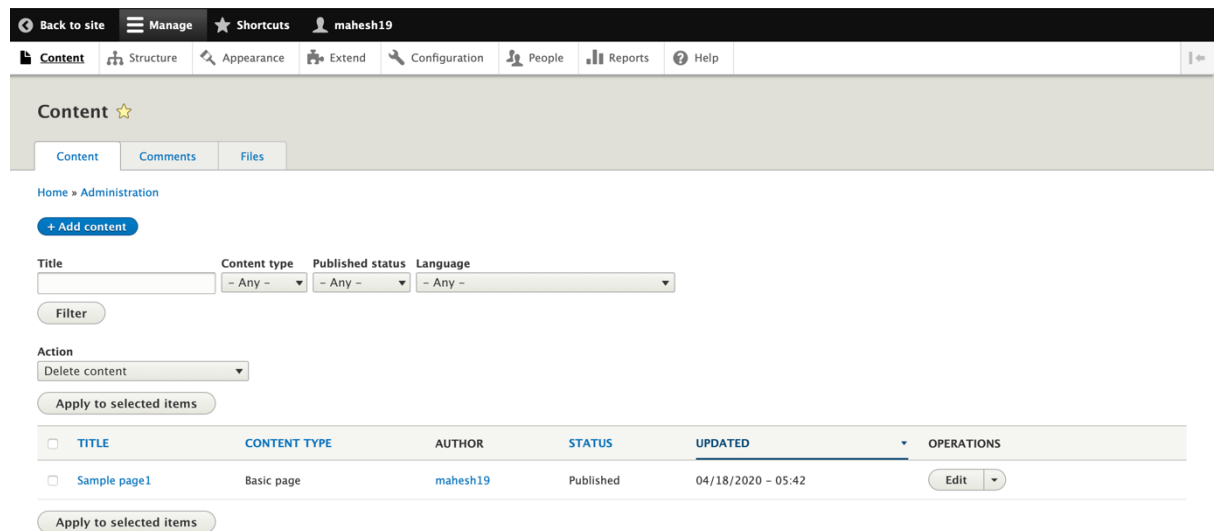 Back to site Manage Shortcuts mahesh19
Content Structure Appearance Extend Configuration People Reports Help
Content
Content Comments Files
Home » Administration
+ Add content
Title Content type Published status Language
- Any - - Any - - Any -
Filter
Action
Delete content
Apply to selected items
TITLE CONTENT TYPE AUTHOR STATUS UPDATED OPERATIONS
Sample page1 Basic page mahesh19 Published 04/18/2020 - 05:42 Edit
Apply to selected items